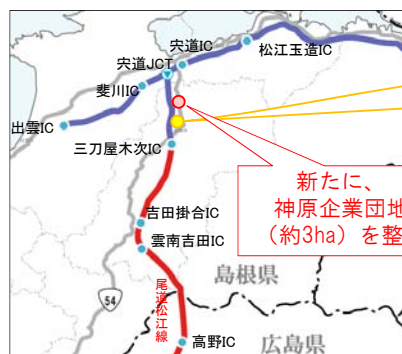 宍道IC
松江玉造IC
宍道JCT
斐川IC
出雲IC
三刀屋木次IC
新たに、
神原企業団地
（約3ha）を整
吉田掛合IC
雲南吉田IC
島根県
尾道松江線
54
高野IC
広島県